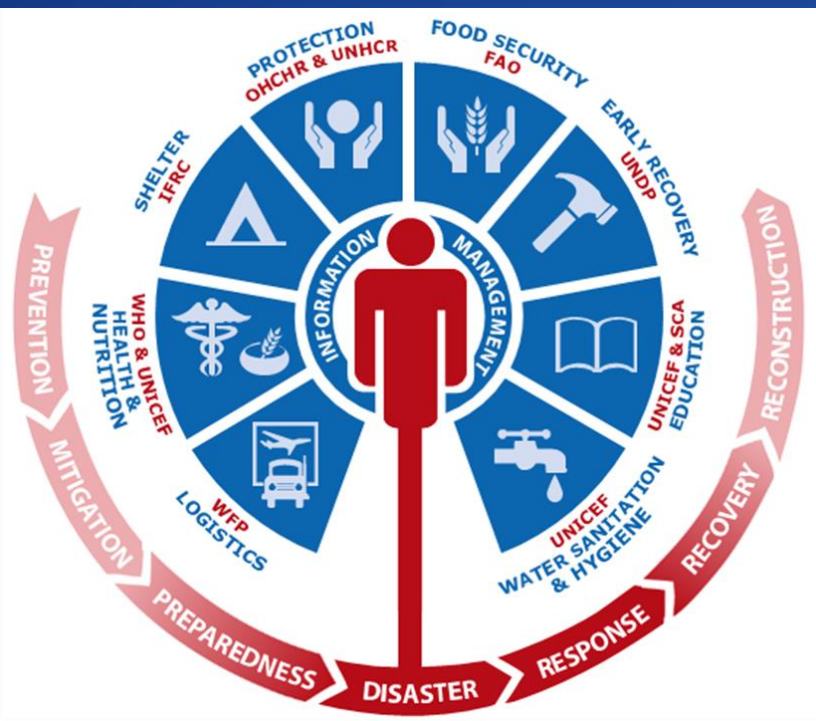 PROTECTION
OHCHR & UNHCR
FOOD SECURITY
FAO
EARLY RECOVERY
UNDP
UNICEF & SCA
EDUCATION
UNICEF
WATER SANITATION
& HYGIENE
WFP
LOGISTICS
WHO & UNICEF
HEALTH &
NUTRITION
SHELTER
IFRC
INFORMATION
MANAGEMENT
PREVENTION
MITIGATION
PREPAREDNESS
DISASTER
RESPONSE
RECOVERY
RECONSTRUCTION